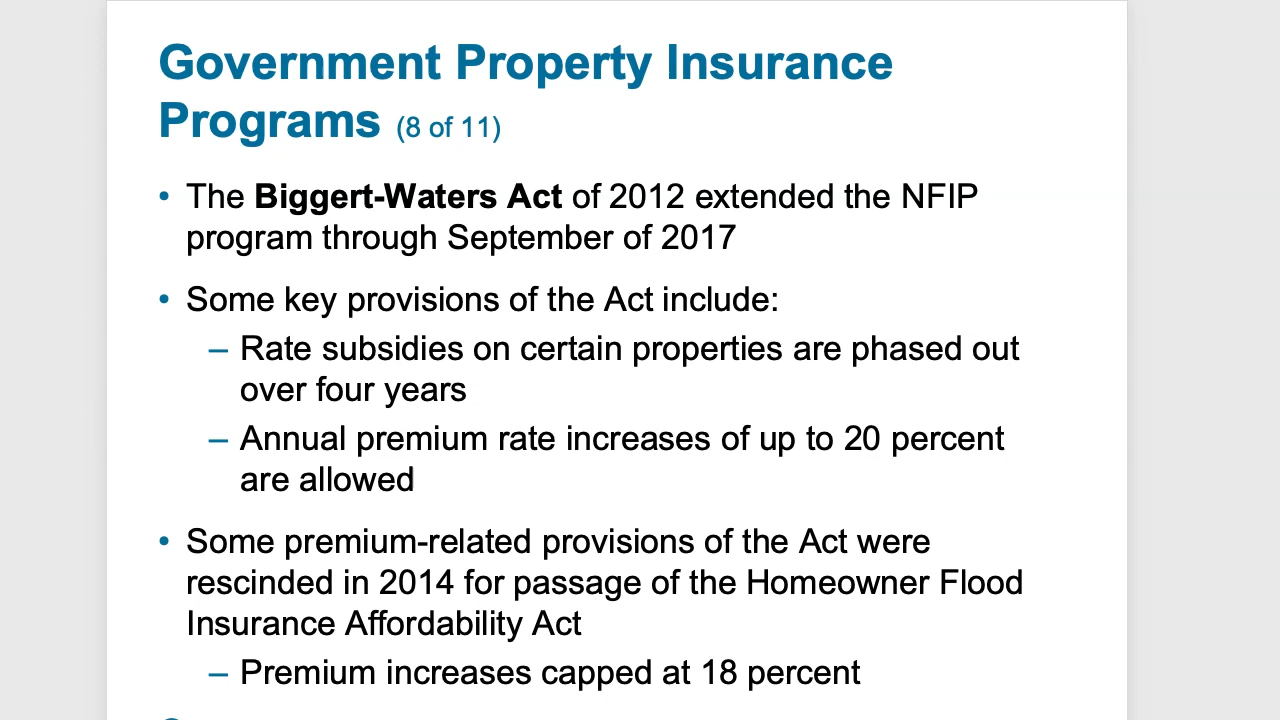 Government Property Insurance
Programs (8 of 11)
• The Biggert-Waters Act of 2012 extended the NFIP
program through September of 2017
• Some key provisions of the Act include:
– Rate subsidies on certain properties are phased out
over four years
– Annual premium rate increases of up to 20 percent
are allowed
• Some premium-related provisions of the Act were
rescinded in 2014 for passage of the Homeowner Flood
Insurance Affordability Act
– Premium increases capped at 18 percent